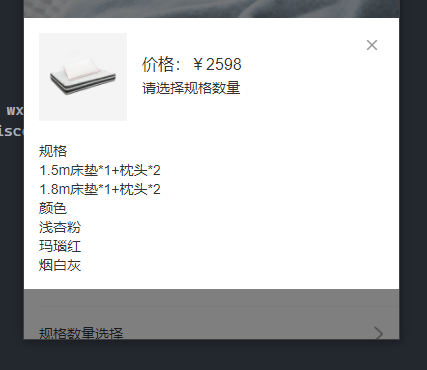 价格：￥2598
请选择规格数量
wx
isco
规格
1.5m床垫*1+枕头*2
1.8m床垫*1+枕头*2
颜色
浅杏粉
玛瑙红
烟白灰
规格数量选择